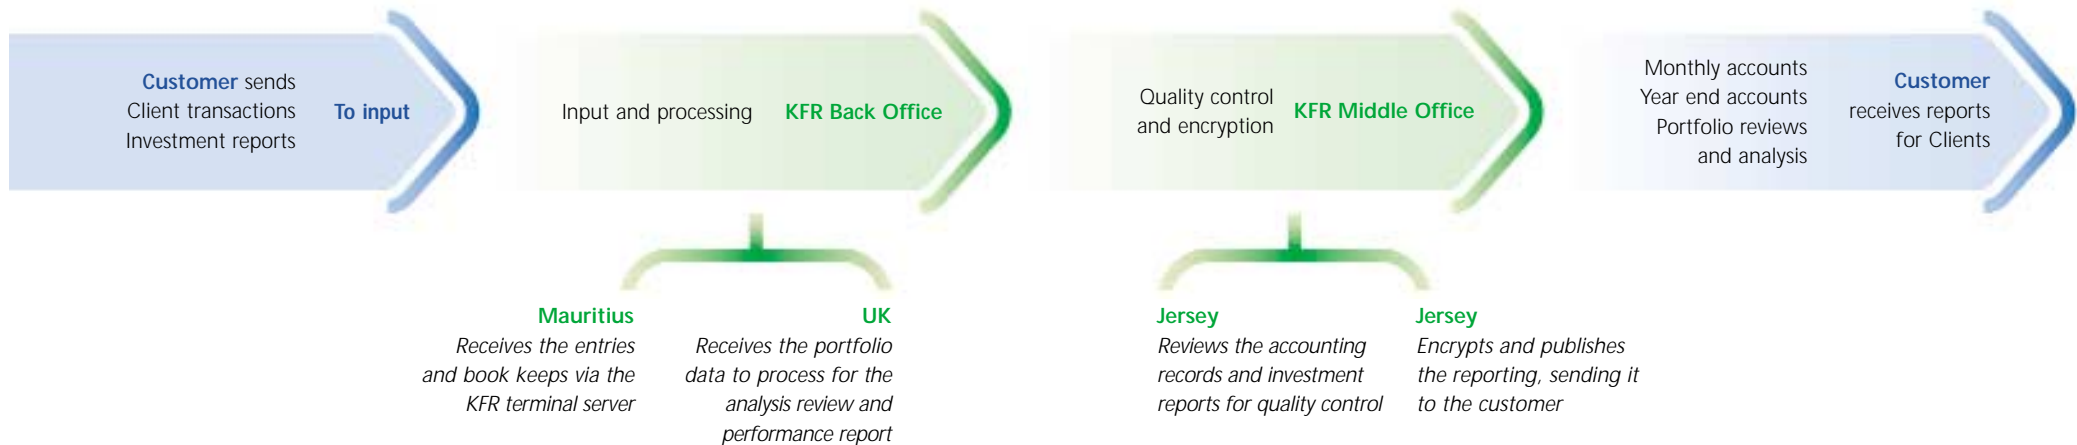 Customer sends
Client transactions
Investment reports
To input
Input and processing
KFR Back Office
Quality control
and encryption
KFR Middle Office
Monthly accounts
Year end accounts
Portfolio reviews
and analysis
Customer
receives reports
for Clients
Mauritius
Receives the entries
and book keeps via the
KFR terminal server
UK
Receives the portfolio
data to process for the
analysis review and
performance report
Jersey
Reviews the accounting
records and investment
reports for quality control
Jersey
Encrypts and publishes
the reporting, sending it
to the customer